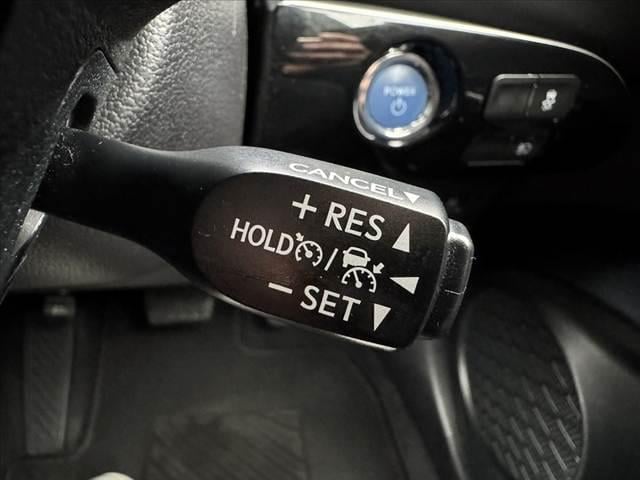 POWER
CANCEL▼
+ RES ▲
HOLD / ◀
− SET ▼